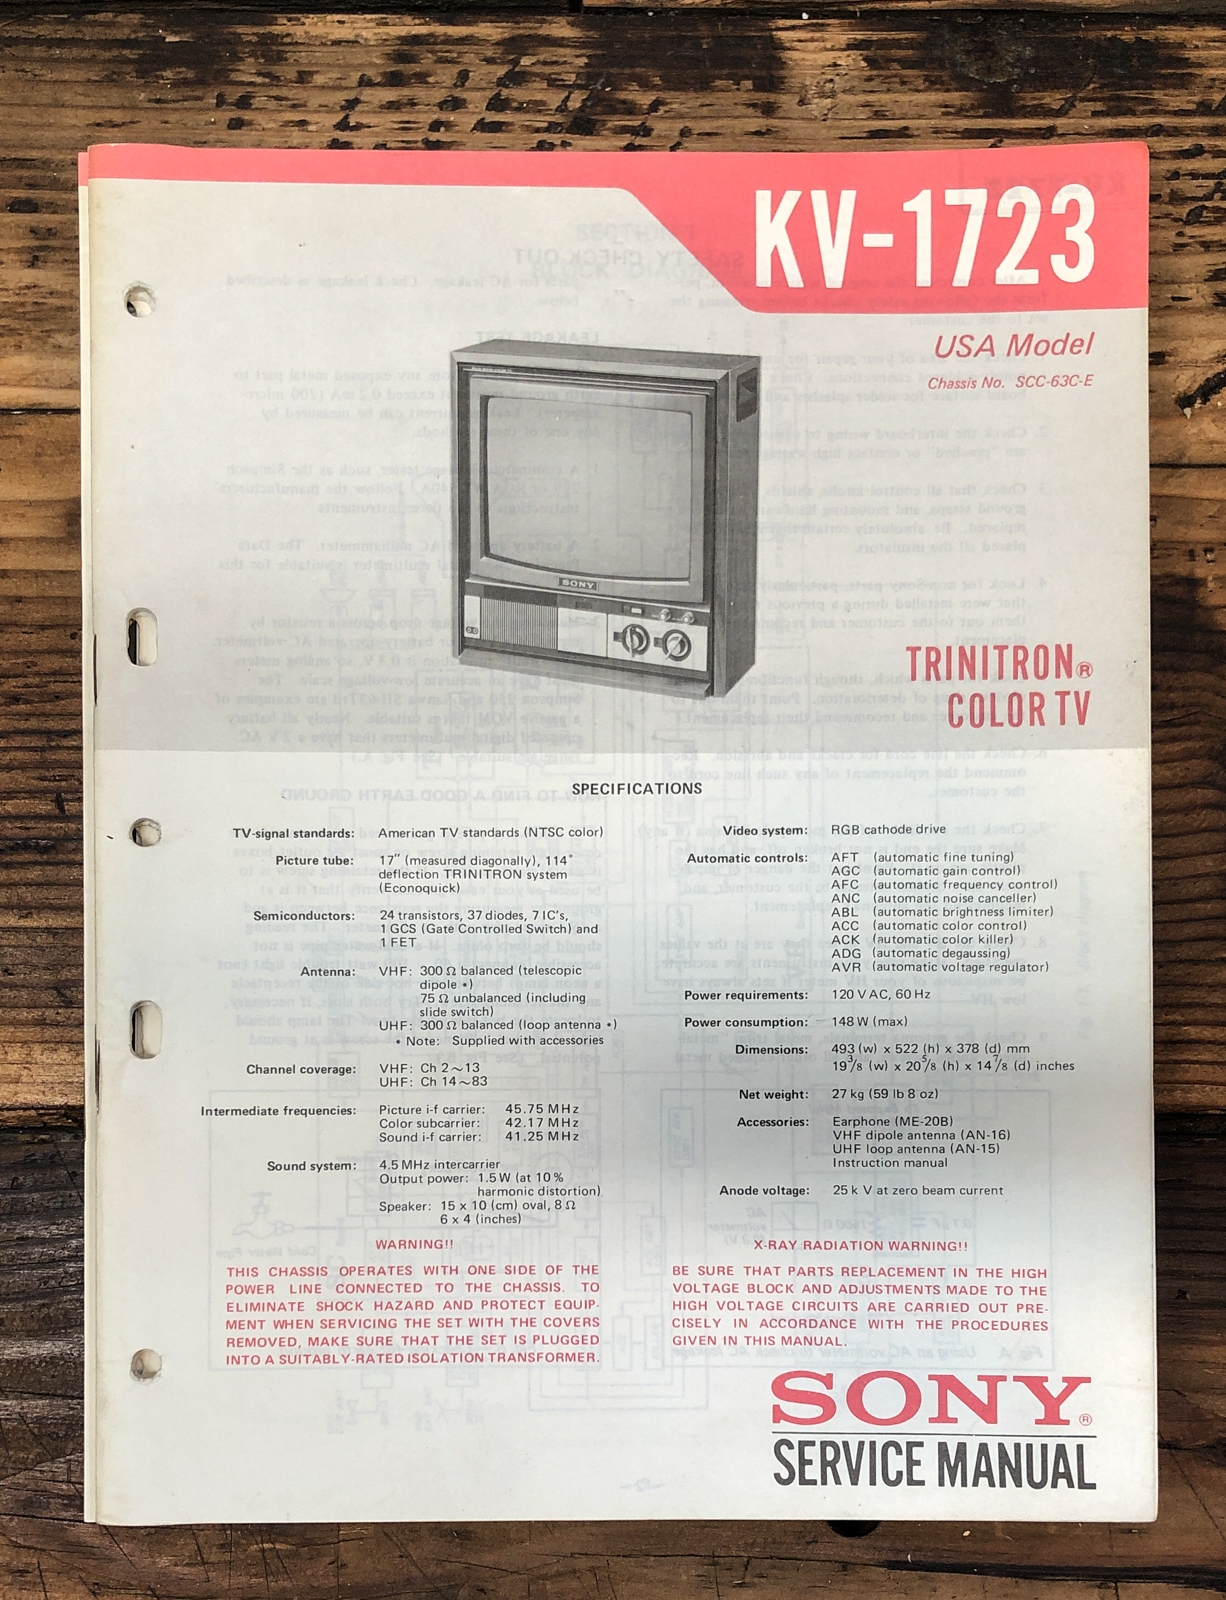 KV-1723
USA Model
Chassis No. SCC-63C-E
SONY
TRINITRON®
COLOR TV
SPECIFICATIONS
TV-signal standards: American TV standards (NTSC color)
Picture tube: 17" (measured diagonally), 114°
deflection TRINITRON system
(Econoquick)
Semiconductors: 24 transistors, 37 diodes, 7 IC's,
1 GCS (Gate Controlled Switch) and
1 FET
Antenna: VHF: 300 Ω balanced (telescopic
dipole *)
75 Ω unbalanced (including
slide switch)
UHF: 300 Ω balanced (loop antenna *)
* Note: Supplied with accessories
Channel coverage: VHF: Ch 2~13
UHF: Ch 14~83
Intermediate frequencies: Picture i-f carrier: 45.75 MHz
Color subcarrier: 42.17 MHz
Sound i-f carrier: 41.25 MHz
Sound system: 4.5 MHz intercarrier
Output power: 1.5 W (at 10 %
harmonic distortion)
Speaker: 15 x 10 (cm) oval, 8 Ω
6 x 4 (inches)
WARNING!!
THIS CHASSIS OPERATES WITH ONE SIDE OF THE
POWER LINE CONNECTED TO THE CHASSIS. TO
ELIMINATE SHOCK HAZARD AND PROTECT EQUIP-
MENT WHEN SERVICING THE SET WITH THE COVERS
REMOVED, MAKE SURE THAT THE SET IS PLUGGED
INTO A SUITABLY-RATED ISOLATION TRANSFORMER.
Video system: RGB cathode drive
Automatic controls: AFT (automatic fine tuning)
AGC (automatic gain control)
AFC (automatic frequency control)
ANC (automatic noise canceller)
ABL (automatic brightness limiter)
ACC (automatic color control)
ACK (automatic color killer)
ADG (automatic degaussing)
AVR (automatic voltage regulator)
Power requirements: 120 V AC, 60 Hz
Power consumption: 148 W (max)
Dimensions: 493 (w) x 522 (h) x 378 (d) mm
19 3/8 (w) x 20 5/8 (h) x 14 7/8 (d) inches
Net weight: 27 kg (59 lb 8 oz)
Accessories: Earphone (ME-20B)
VHF dipole antenna (AN-16)
UHF loop antenna (AN-15)
Instruction manual
Anode voltage: 25 k V at zero beam current
X-RAY RADIATION WARNING!!
BE SURE THAT PARTS REPLACEMENT IN THE HIGH
VOLTAGE BLOCK AND ADJUSTMENTS MADE TO THE
HIGH VOLTAGE CIRCUITS ARE CARRIED OUT PRE-
CISELY IN ACCORDANCE WITH THE PROCEDURES
GIVEN IN THIS MANUAL.
SONY®
SERVICE MANUAL